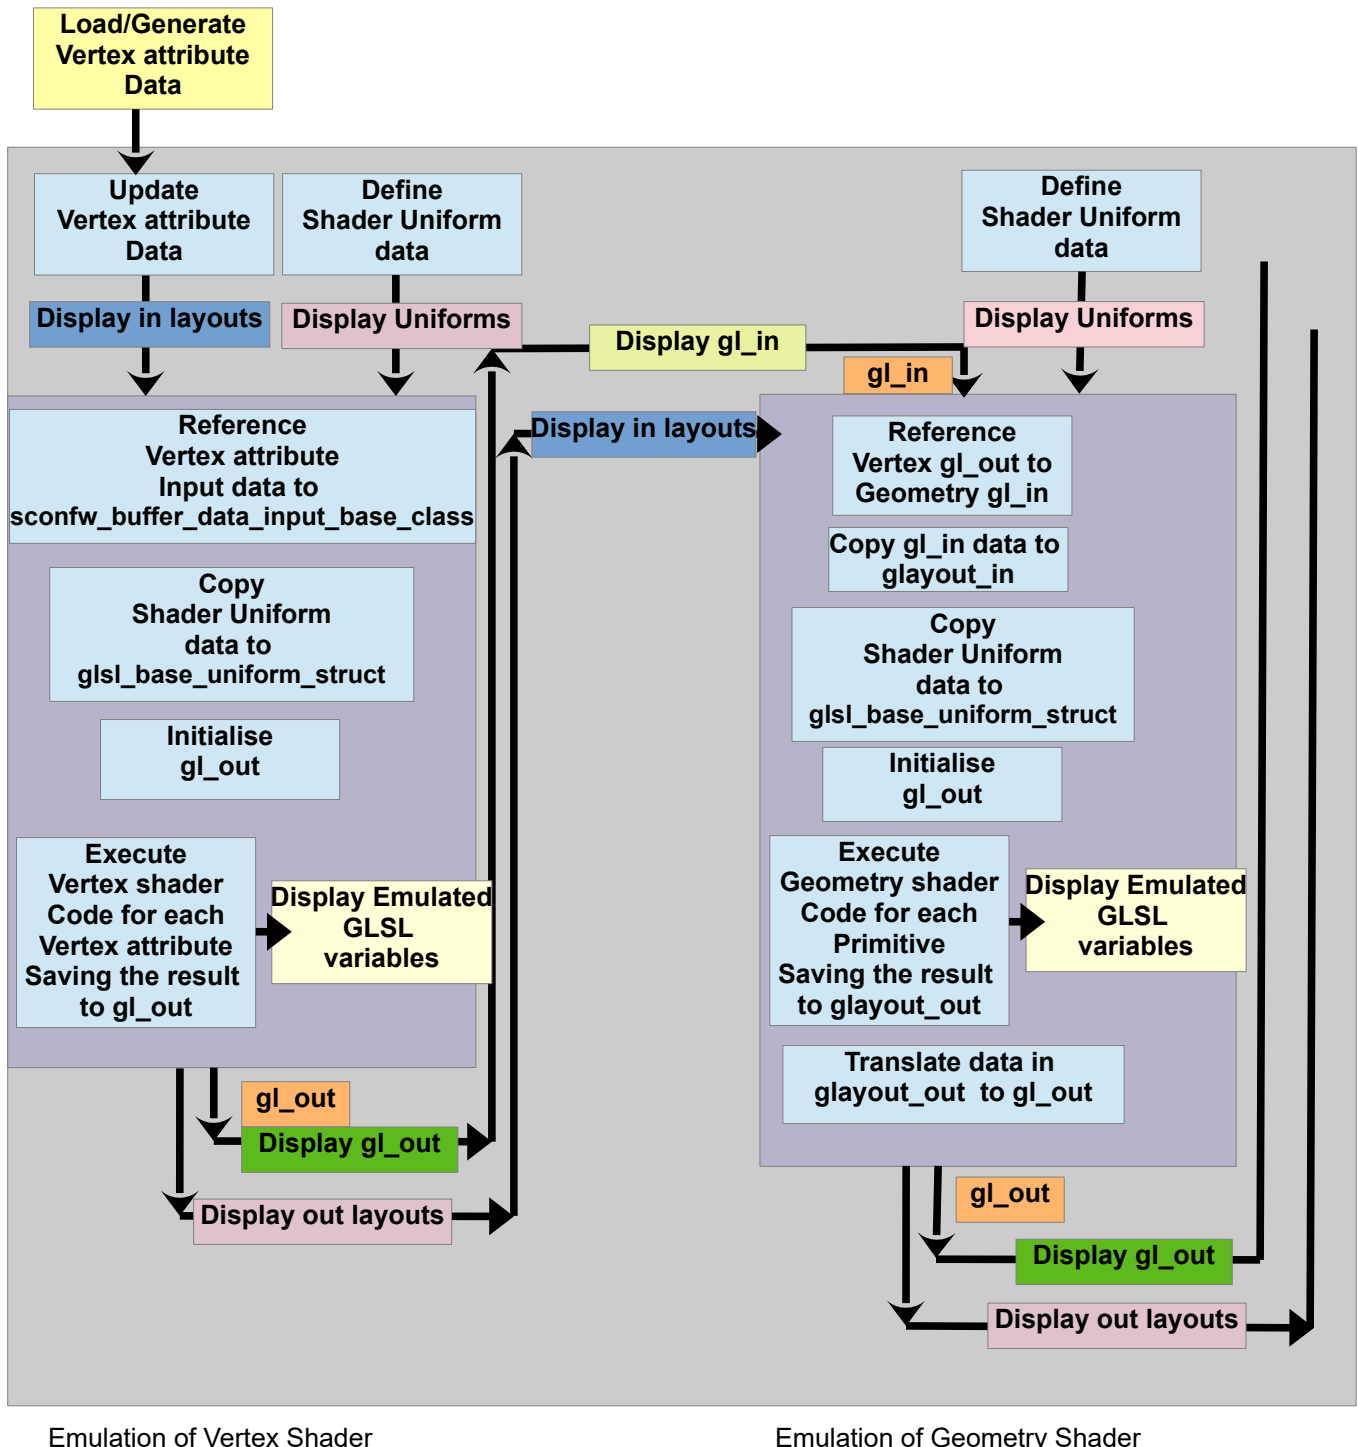 Load/Generate
Vertex attribute
Data
Update
Vertex attribute
Data
Define
Shader Uniform
data
Define
Shader Uniform
data
Display in layouts
Display Uniforms
Display gl_in
Display Uniforms
gl_in
Reference
Vertex attribute
Input data to
sconfw_buffer_data_input_base_class
Copy
Shader Uniform
data to
glsl_base_uniform_struct
Initialise
gl_out
Execute
Vertex shader
Code for each
Vertex attribute
Saving the result
to gl_out
Display Emulated
GLSL
variables
gl_out
Display gl_out
Display out layouts
Display in layouts
Reference
Vertex gl_out to
Geometry gl_in
Copy gl_in data to
glayout_in
Copy
Shader Uniform
data to
glsl_base_uniform_struct
Initialise
gl_out
Execute
Geometry shader
Code for each
Primitive
Saving the result
to glayout_out
Display Emulated
GLSL
variables
Translate data in
glayout_out to gl_out
gl_out
Display gl_out
Display out layouts
Emulation of Vertex Shader
Emulation of Geometry Shader